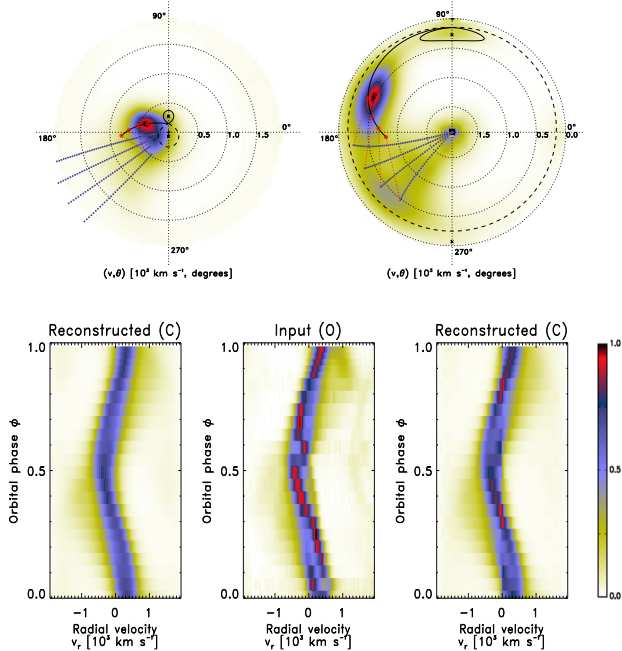 90° 90°
180° 0.5 1.0 1.5 0° 180° 1.5 1.0 0.5 0.0 0°
270° 270°
(v,θ) [10³ km s⁻¹, degrees] (v,θ) [10³ km s⁻¹, degrees]
Reconstructed (C) Input (O) Reconstructed (C)
1.0 1.0 1.0 1.0
Orbital phase ϕ Orbital phase ϕ Orbital phase ϕ
0.5 0.5 0.5 0.5
0.0 0.0 0.0 0.0
−1 0 1 −1 0 1 −1 0 1
Radial velocity Radial velocity Radial velocity
vᵣ [10³ km s⁻¹] vᵣ [10³ km s⁻¹] vᵣ [10³ km s⁻¹]